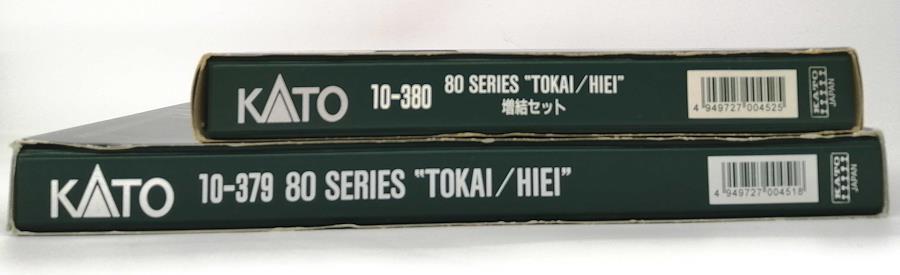 KATO 10-380 80 SERIES "TOKAI/HIEI"
増結セット
4 949727 004525
KATO
JAPAN
KATO 10-379 80 SERIES "TOKAI/HIEI"
4 949727 004518
KATO
JAPAN